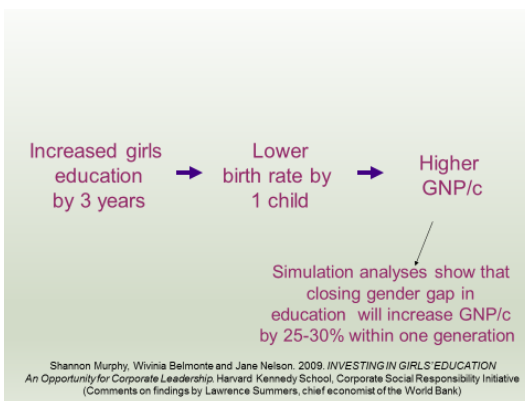 Increased girls
education
by 3 years
Lower
birth rate by
1 child
Higher
GNP/c
Simulation analyses show that
closing gender gap in
education will increase GNP/c
by 25-30% within one generation
Shannon Murphy, Wivinia Belmonte and Jane Nelson. 2009. INVESTING IN GIRLS' EDUCATION
An Opportunity for Corporate Leadership. Harvard Kennedy School, Corporate Social Responsibility Initiative
(Comments on findings by Lawrence Summers, chief economist of the World Bank)